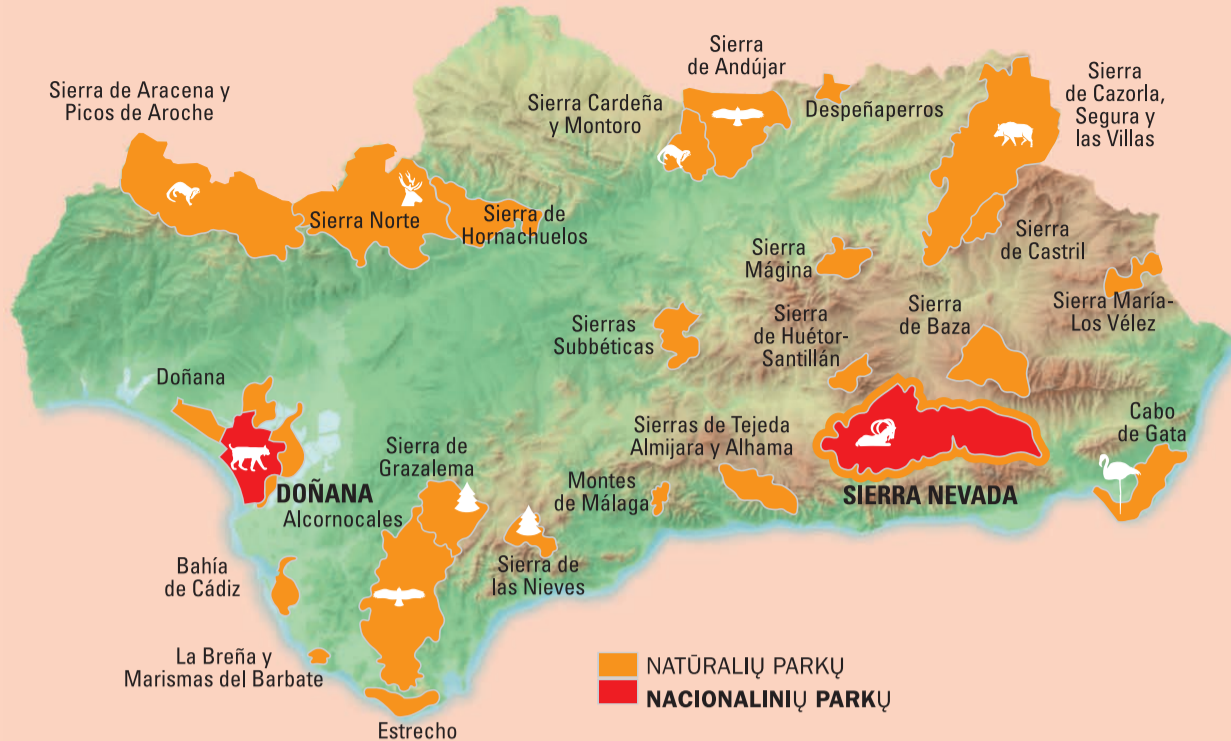 Sierra de Aracena y
Picos de Aroche
Sierra Norte
Sierra de
Hornachuelos
Sierra Cardeña
y Montoro
Sierra
de Andújar
Despeñaperros
Sierra
de Cazorla,
Segura y
las Villas
Sierra
de Castril
Sierra
Mágina
Sierra María-
Los Vélez
Sierras
Subbéticas
Sierra
de Huétor-
Santillán
Sierra
de Baza
Doñana
DOÑANA
Alcornocales
Sierra de
Grazalema
Montes
de Málaga
Sierras de Tejeda
Almijara y Alhama
SIERRA NEVADA
Cabo
de Gata
Bahía
de Cádiz
Sierra de
las Nieves
La Breña y
Marismas del Barbate
Estrecho
NATŪRALIŲ PARKŲ
NACIONALINIŲ PARKŲ